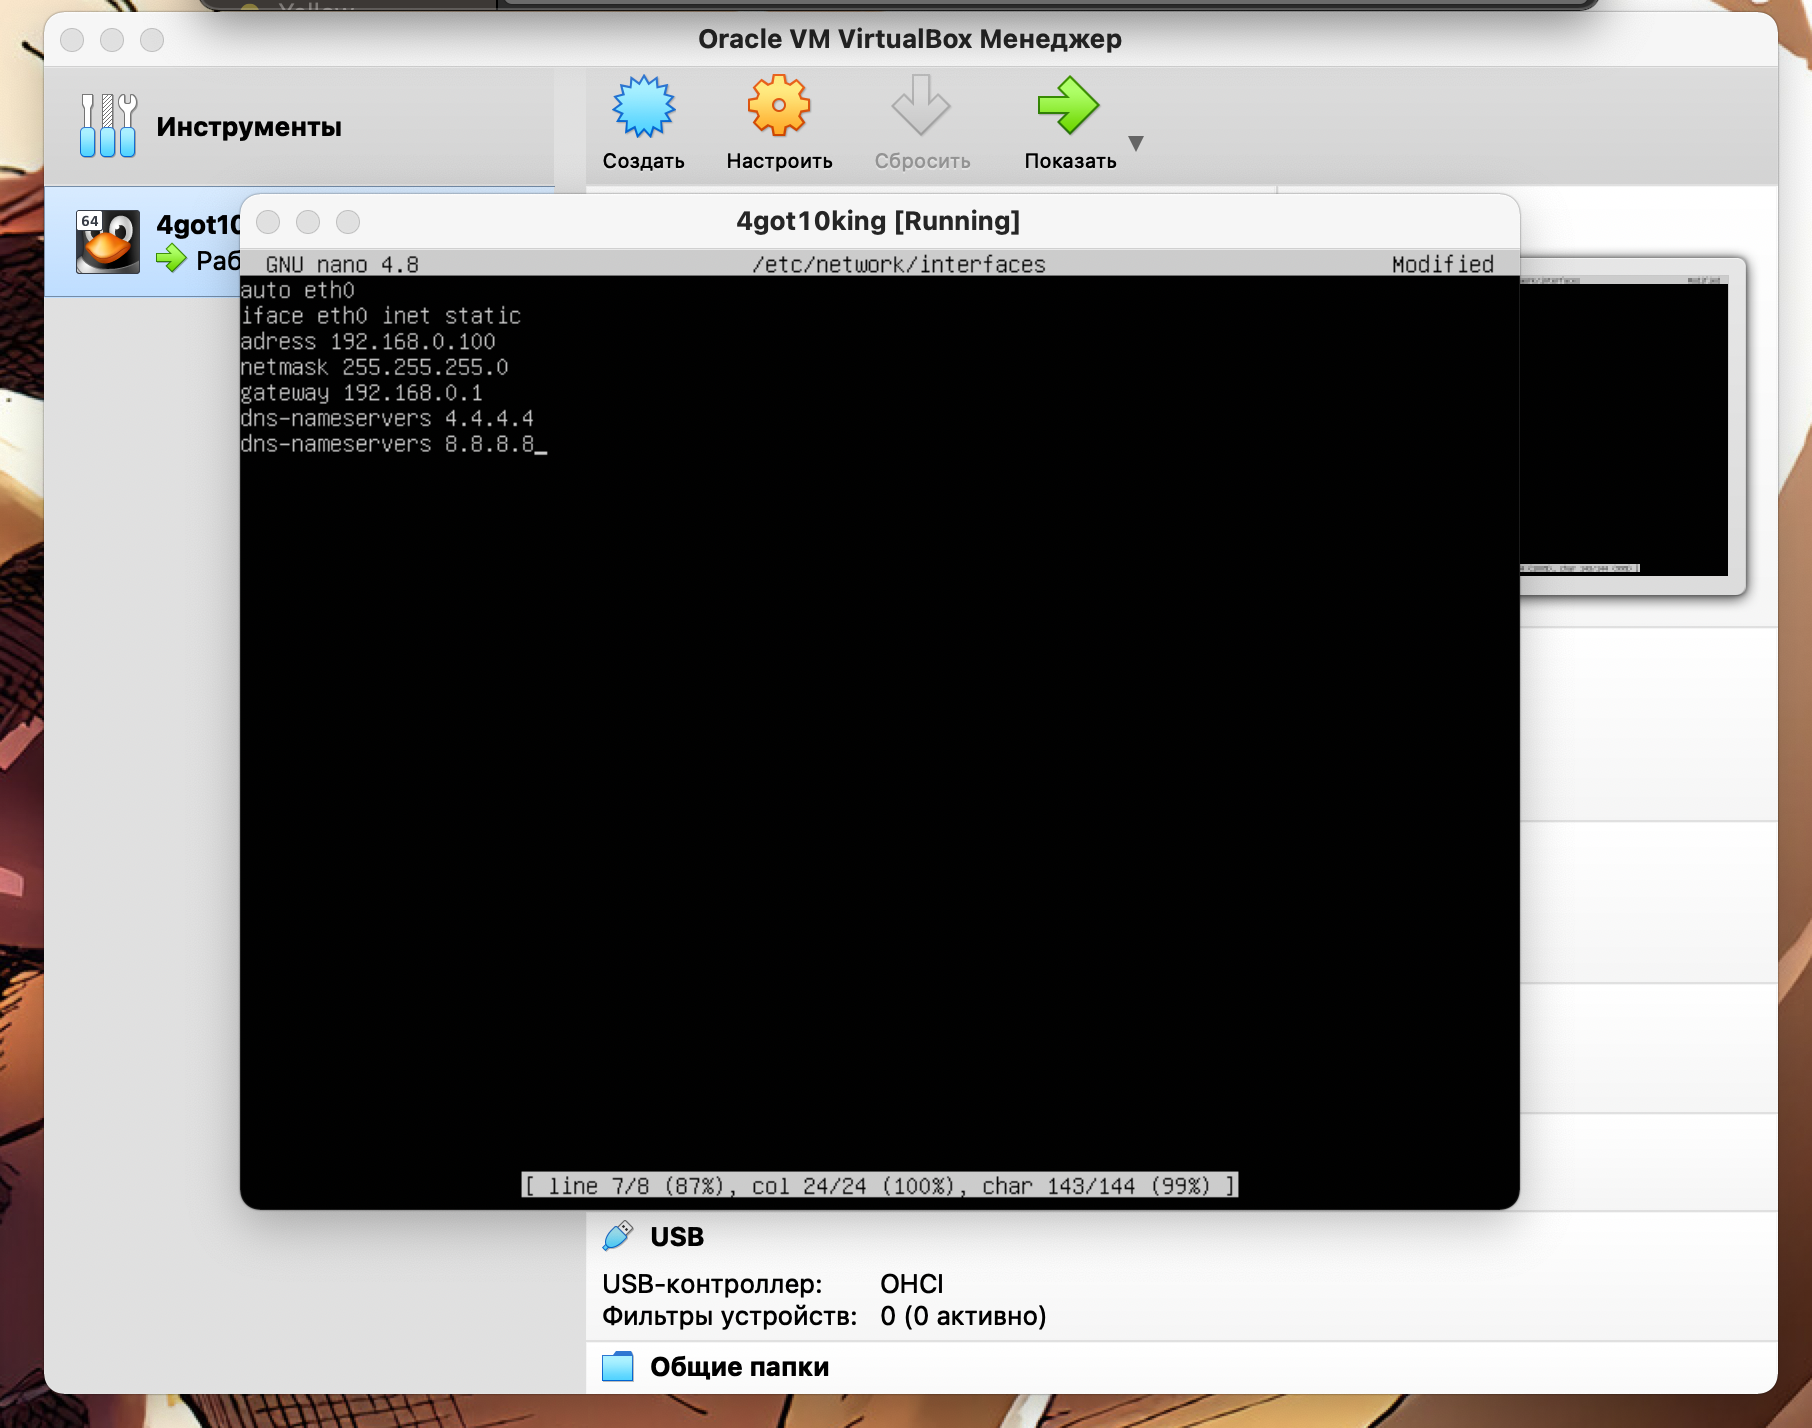 Yellow
Oracle VM VirtualBox Менеджер
Инструменты
Создать
Настроить
Сбросить
Показать
64
4got10
Раб
4got10king [Running]
GNU nano 4.8 /etc/network/interfaces Modified
auto eth0
iface eth0 inet static
adress 192.168.0.100
netmask 255.255.255.0
gateway 192.168.0.1
dns-nameservers 4.4.4.4
dns-nameservers 8.8.8.8_
[ line 7/8 (87%), col 24/24 (100%), char 143/144 (99%) ]
USB
USB-контроллер: OHCI
Фильтры устройств: 0 (0 активно)
Общие папки